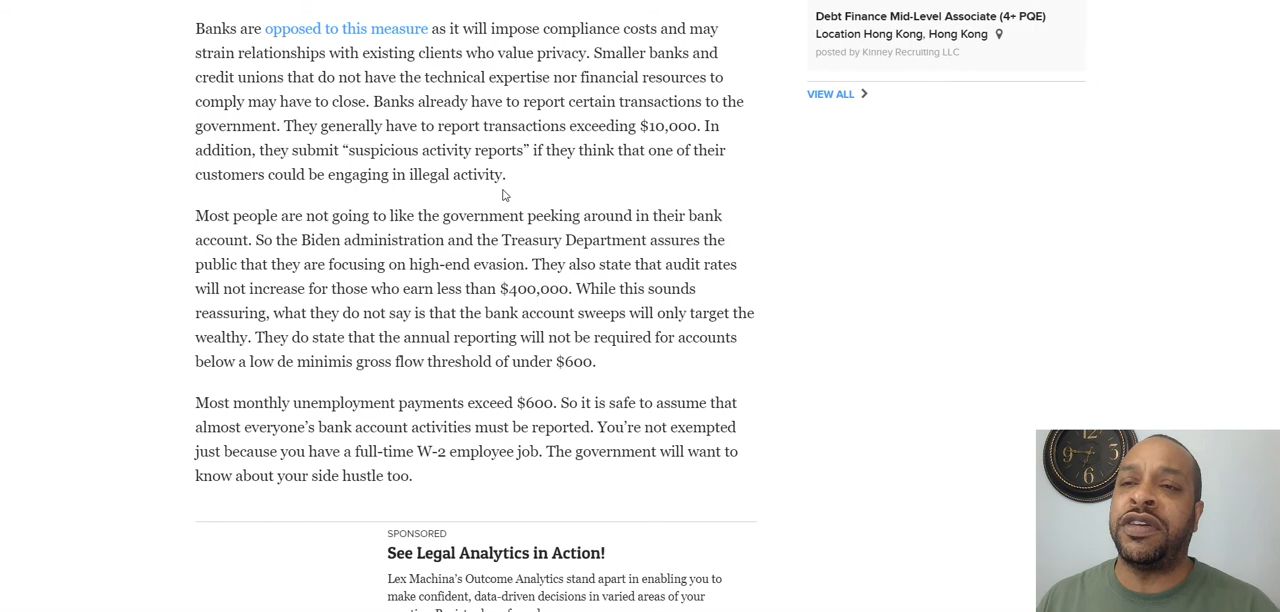 Banks are opposed to this measure as it will impose compliance costs and may
strain relationships with existing clients who value privacy. Smaller banks and
credit unions that do not have the technical expertise nor financial resources to
comply may have to close. Banks already have to report certain transactions to the
government. They generally have to report transactions exceeding $10,000. In
addition, they submit “suspicious activity reports” if they think that one of their
customers could be engaging in illegal activity.
Most people are not going to like the government peeking around in their bank
account. So the Biden administration and the Treasury Department assures the
public that they are focusing on high-end evasion. They also state that audit rates
will not increase for those who earn less than $400,000. While this sounds
reassuring, what they do not say is that the bank account sweeps will only target the
wealthy. They do state that the annual reporting will not be required for accounts
below a low de minimis gross flow threshold of under $600.
Most monthly unemployment payments exceed $600. So it is safe to assume that
almost everyone’s bank account activities must be reported. You’re not exempted
just because you have a full-time W-2 employee job. The government will want to
know about your side hustle too.
SPONSORED
See Legal Analytics in Action!
Lex Machina’s Outcome Analytics stand apart in enabling you to
make confident, data-driven decisions in varied areas of your
Debt Finance Mid-Level Associate (4+ PQE)
Location Hong Kong, Hong Kong
posted by Kinney Recruiting LLC
VIEW ALL
12
9
3
6